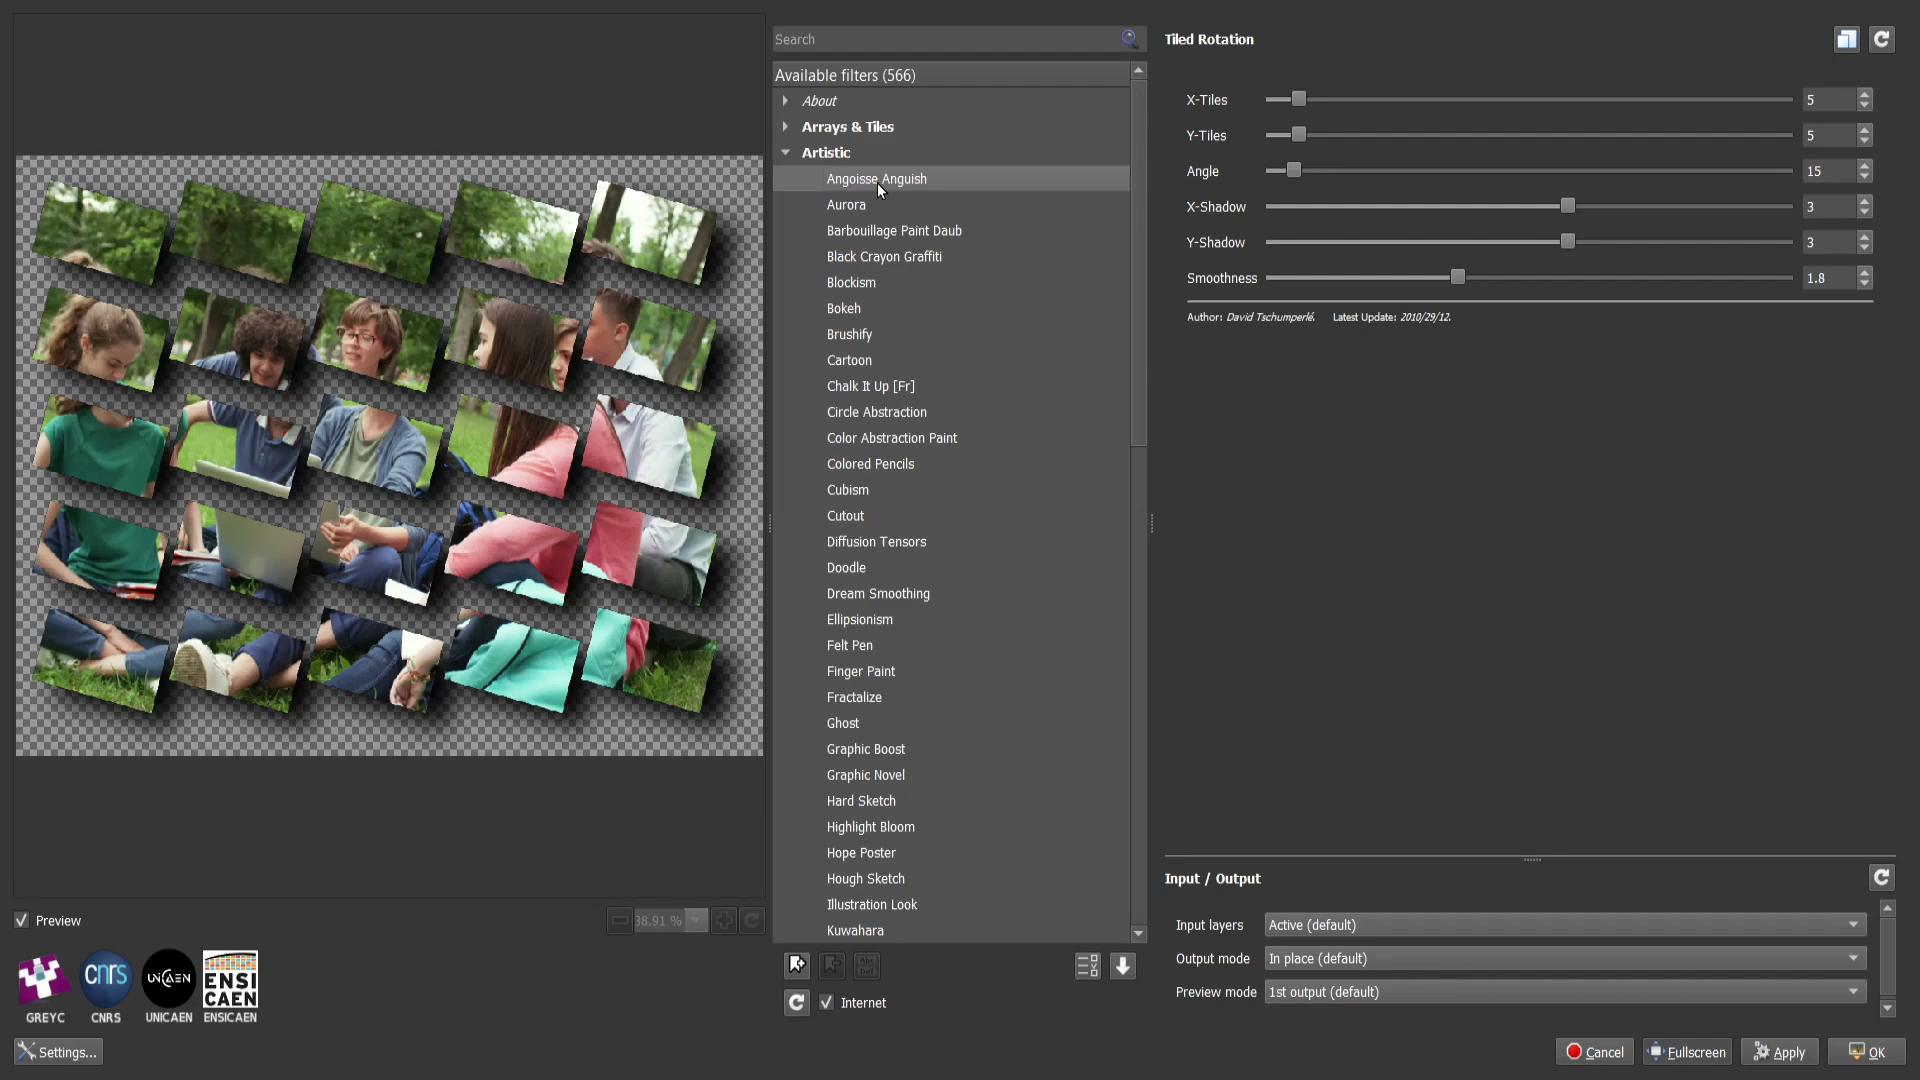 Search
Available filters (566)
About
Arrays & Tiles
Artistic
Angoisse Anguish
Aurora
Barbouillage Paint Daub
Black Crayon Graffiti
Blockism
Bokeh
Brushify
Cartoon
Chalk It Up [Fr]
Circle Abstraction
Color Abstraction Paint
Colored Pencils
Cubism
Cutout
Diffusion Tensors
Doodle
Dream Smoothing
Ellipsionism
Felt Pen
Finger Paint
Fractalize
Ghost
Graphic Boost
Graphic Novel
Hard Sketch
Highlight Bloom
Hope Poster
Hough Sketch
Illustration Look
Kuwahara
Internet
Tiled Rotation
X-Tiles 5
Y-Tiles 5
Angle 15
X-Shadow 3
Y-Shadow 3
Smoothness 1.8
Author: David Tschumperlé. Latest Update: 2010/29/12.
Input / Output
Input layers Active (default)
Output mode In place (default)
Preview mode 1st output (default)
Preview
38.91 %
cnrs
UNICAEN
ENSI
CAEN
GREYC CNRS UNICAEN ENSICAEN
Settings...
Cancel Fullscreen Apply OK